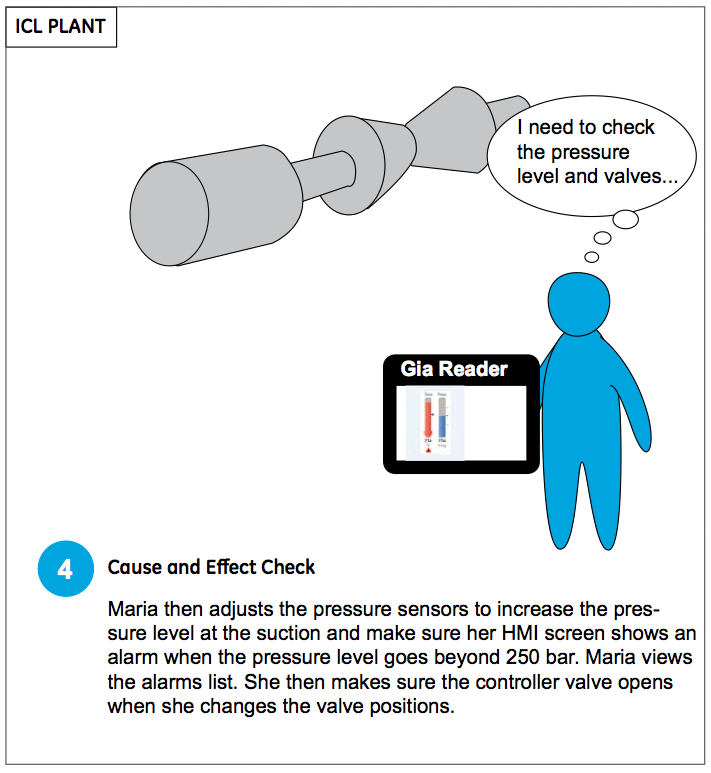 ICL PLANT
I need to check
the pressure
level and valves...
Gia Reader
4
Cause and Effect Check
Maria then adjusts the pressure sensors to increase the pres-
sure level at the suction and make sure her HMI screen shows an
alarm when the pressure level goes beyond 250 bar. Maria views
the alarms list. She then makes sure the controller valve opens
when she changes the valve positions.